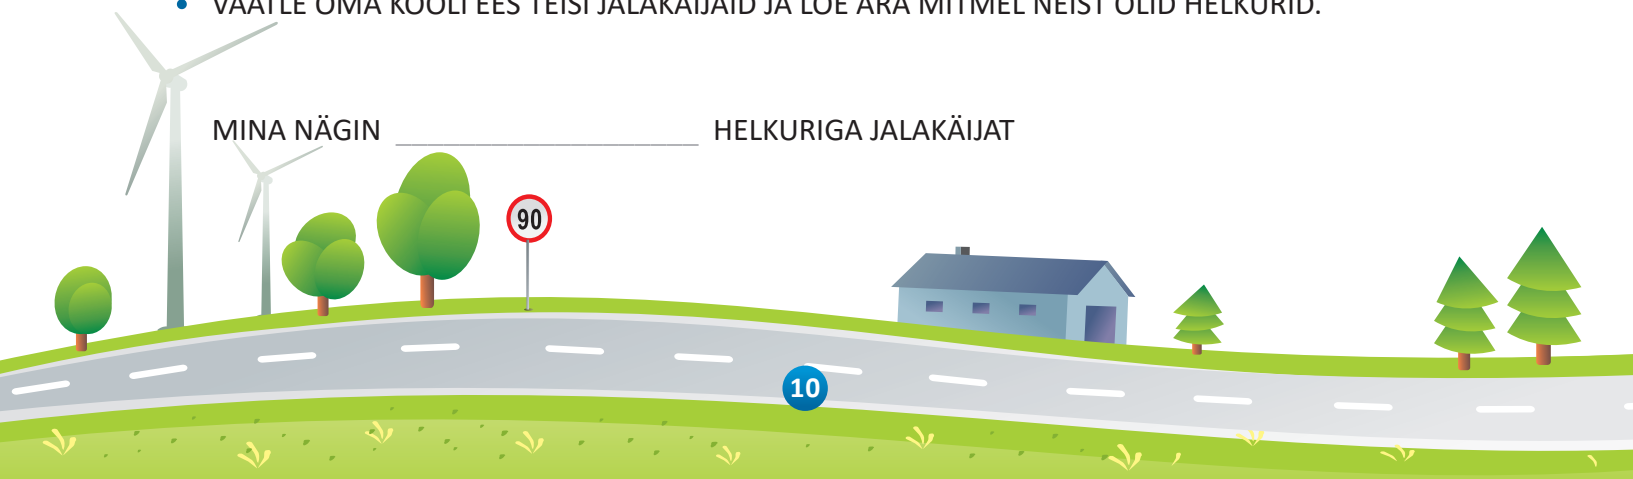 • VAATLE OMA KOOLI EES TEISI JALAKÄIJAID JA LOE ÄRA MITMEL NEIST OLID HELKURID.
MINA NÄGIN ____________________ HELKURIGA JALAKÄIJAT
90
10